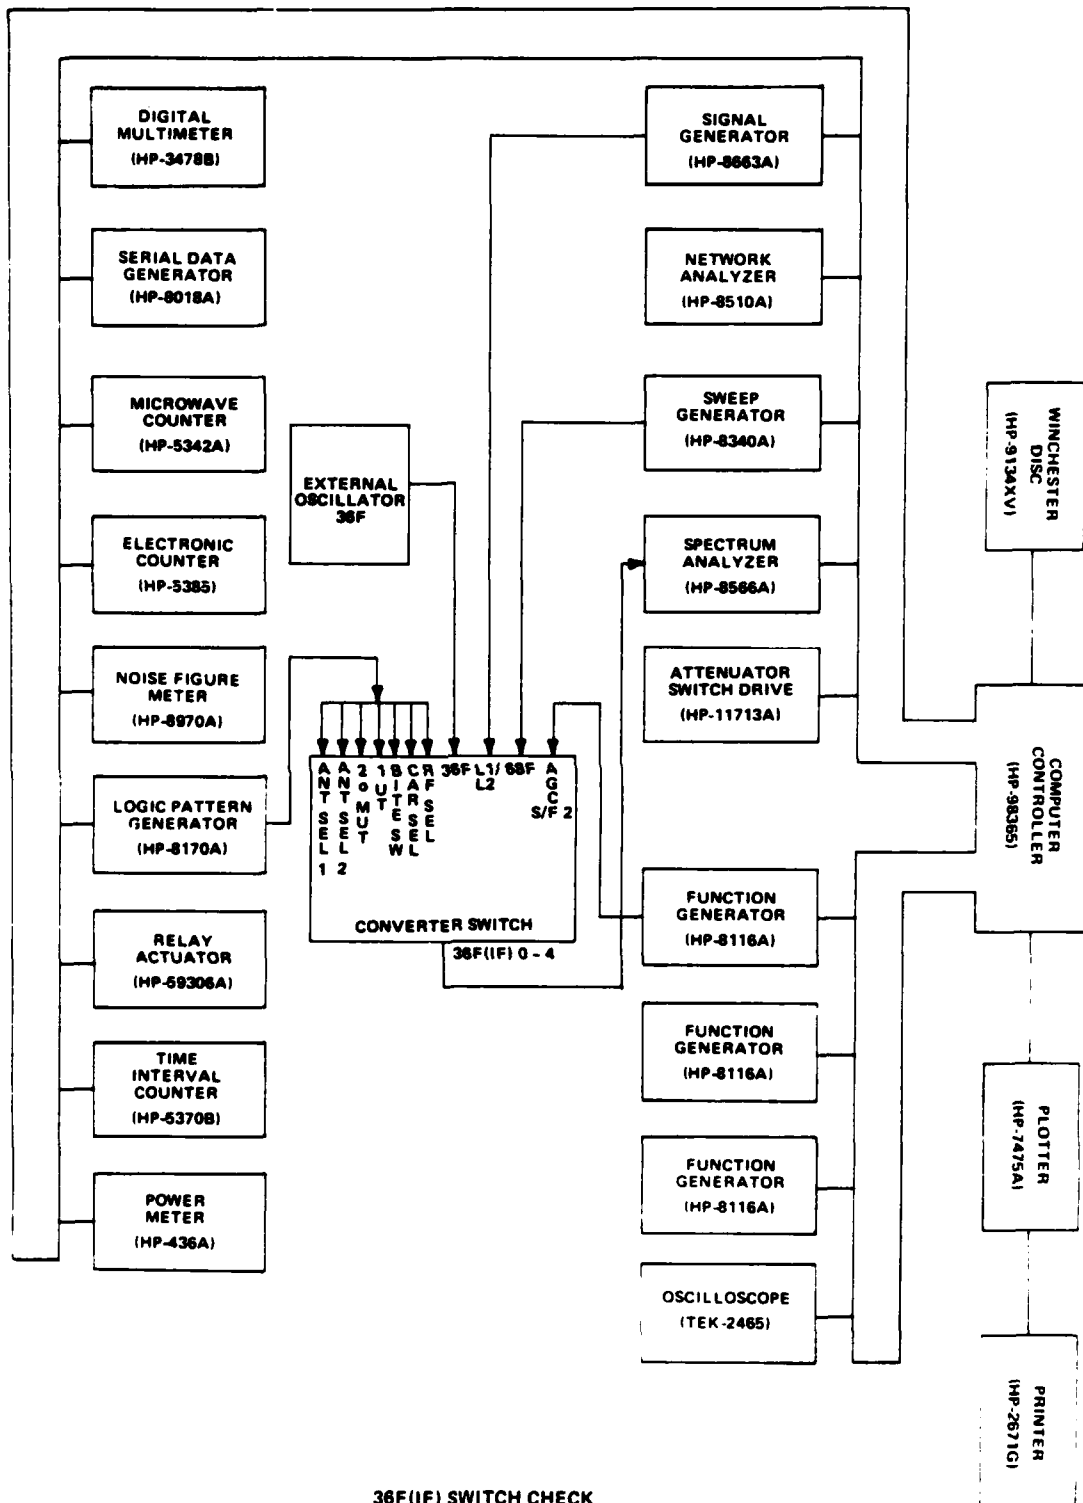 DIGITAL
MULTIMETER
(HP-3478B)
SERIAL DATA
GENERATOR
(HP-8018A)
MICROWAVE
COUNTER
(HP-5342A)
ELECTRONIC
COUNTER
(HP-5385)
NOISE FIGURE
METER
(HP-8970A)
LOGIC PATTERN
GENERATOR
(HP-8170A)
RELAY
ACTUATOR
(HP-59306A)
TIME
INTERVAL
COUNTER
(HP-5370B)
POWER
METER
(HP-436A)
EXTERNAL
OSCILLATOR
36F
ANT SEL 1
ANT SEL 2
2o MUT
1 UT
BITE SW
CAR SEL
RF SEL
36F
L1/
L2
68F
AGC
S/F 2
CONVERTER SWITCH
36F(IF) 0 - 4
SIGNAL
GENERATOR
(HP-8663A)
NETWORK
ANALYZER
(HP-8510A)
SWEEP
GENERATOR
(HP-8340A)
SPECTRUM
ANALYZER
(HP-8566A)
ATTENUATOR
SWITCH DRIVE
(HP-11713A)
FUNCTION
GENERATOR
(HP-8116A)
FUNCTION
GENERATOR
(HP-8116A)
FUNCTION
GENERATOR
(HP-8116A)
OSCILLOSCOPE
(TEK-2465)
WINCHESTER
DISC
(HP-9134XV)
COMPUTER
CONTROLLER
(HP-98365)
PLOTTER
(HP-7475A)
PRINTER
(HP-2671G)
36F(IF) SWITCH CHECK